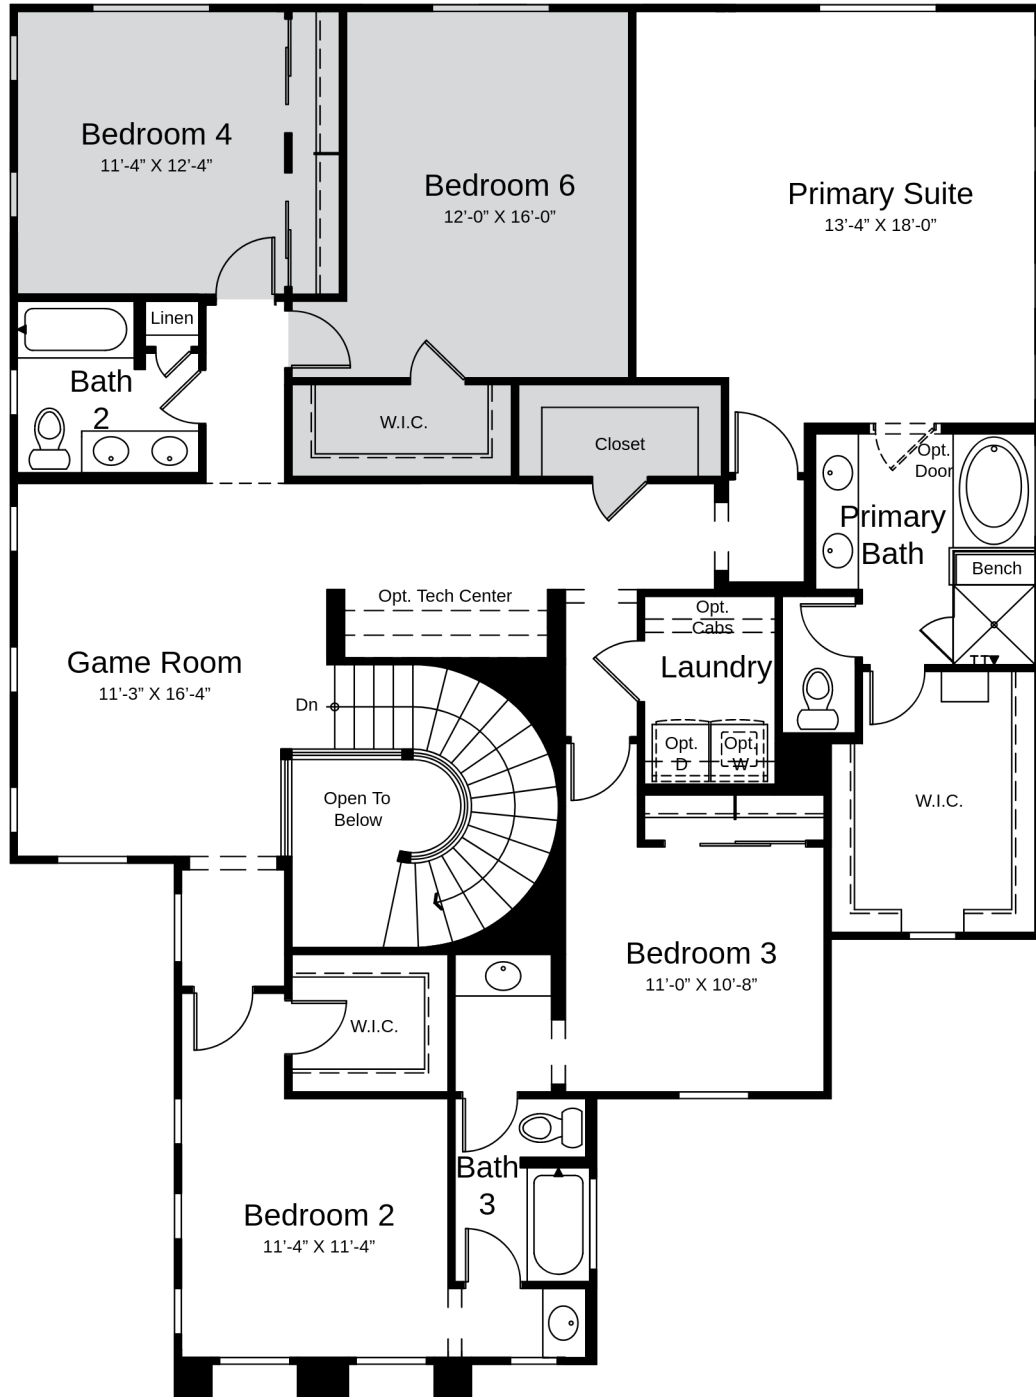 Bedroom 4
11’-4” X 12’-4”
Bedroom 6
12’-0” X 16’-0”
Primary Suite
13’-4” X 18’-0”
Linen
Bath
2
W.I.C.
Closet
Opt.
Door
Primary
Bath
Bench
Opt. Tech Center
Opt.
Cabs
Game Room
11’-3” X 16’-4”
Laundry
Dn
Opt.
D
Opt.
W
Open To
Below
W.I.C.
Bedroom 3
11’-0” X 10’-8”
W.I.C.
Bath
3
Bedroom 2
11’-4” X 11’-4”